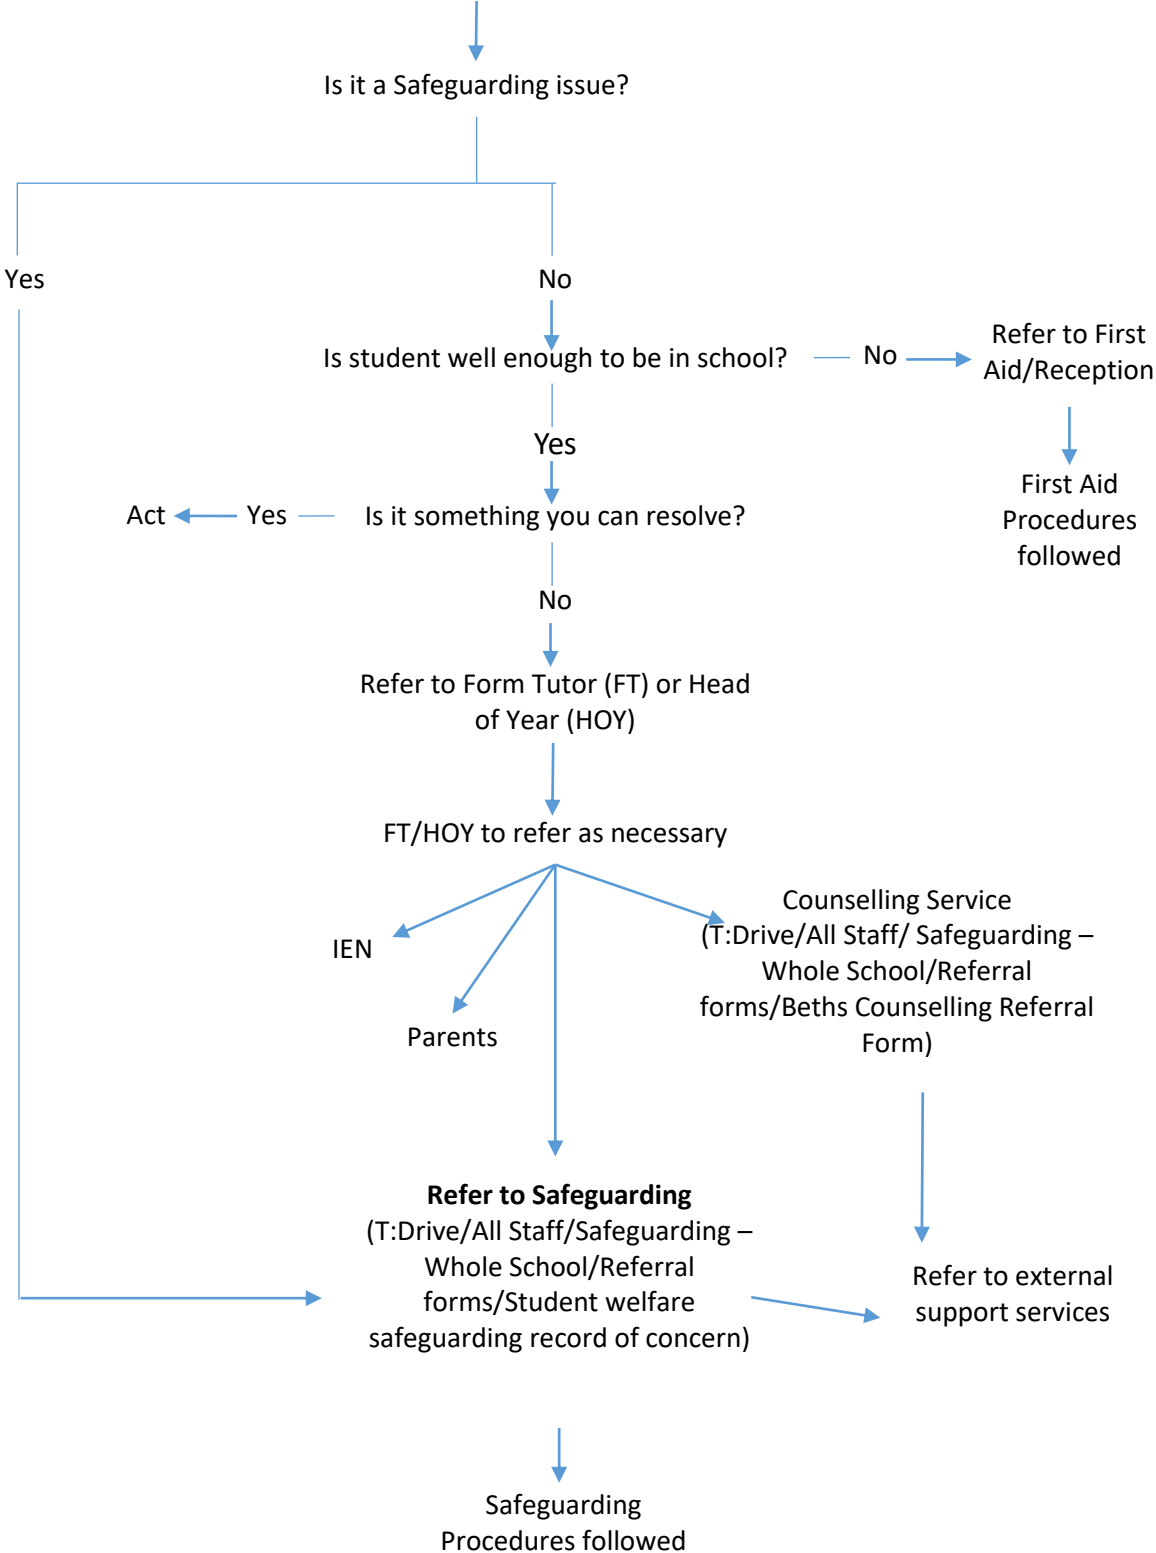 Is it a Safeguarding issue?
Yes
No
Is student well enough to be in school?
No
Refer to First
Aid/Reception
Yes
First Aid
Procedures
followed
Act
Yes
Is it something you can resolve?
No
Refer to Form Tutor (FT) or Head
of Year (HOY)
FT/HOY to refer as necessary
IEN
Parents
Counselling Service
(T:Drive/All Staff/ Safeguarding –
Whole School/Referral
forms/Beths Counselling Referral
Form)
Refer to Safeguarding
(T:Drive/All Staff/Safeguarding –
Whole School/Referral
forms/Student welfare
safeguarding record of concern)
Refer to external
support services
Safeguarding
Procedures followed